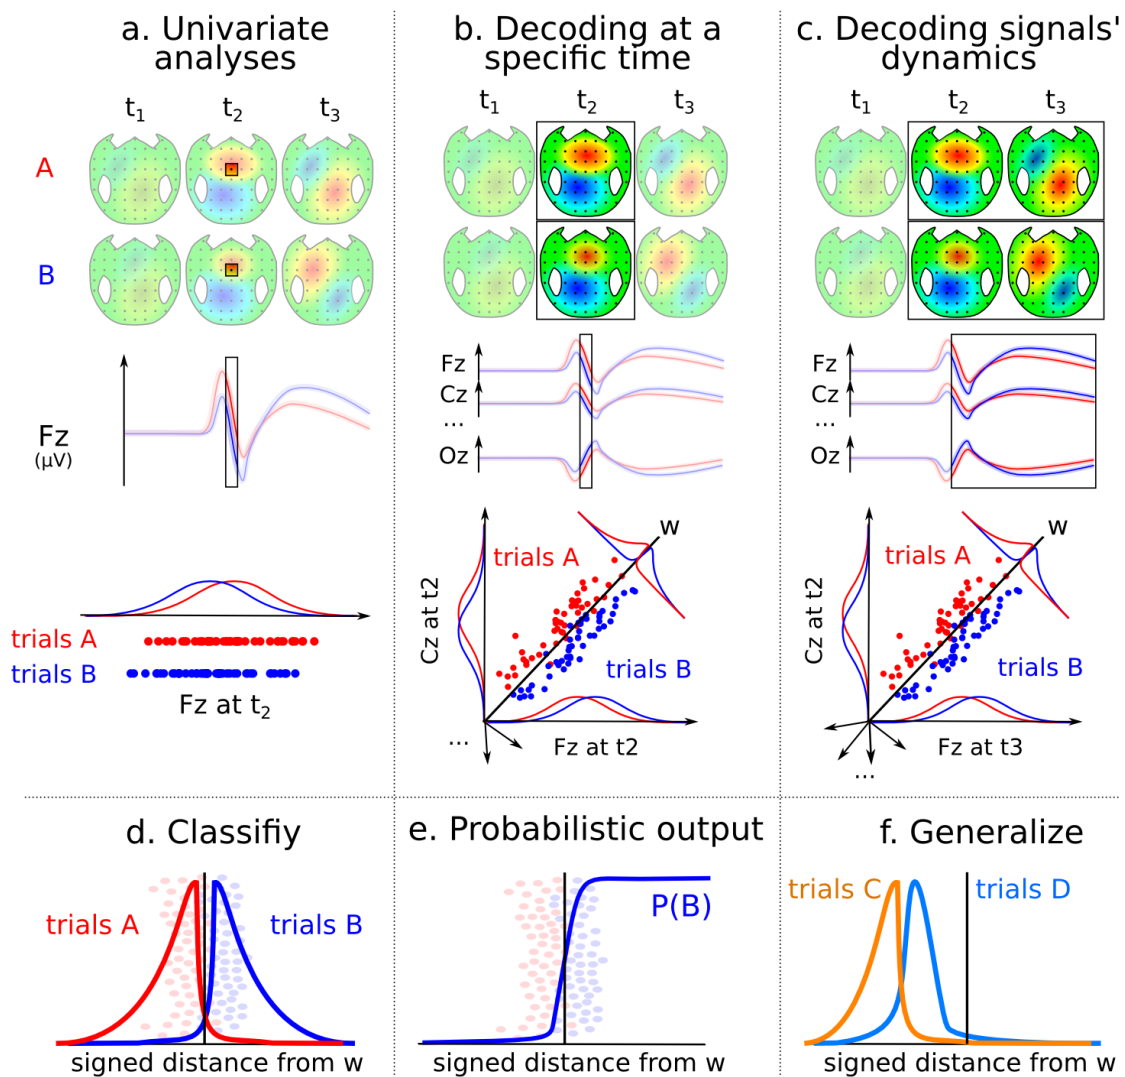 a. Univariate
analyses
t1
t2
t3
A
B
Fz
(µV)
trials A
trials B
Fz at t2
b. Decoding at a
specific time
t1
t2
t3
Fz
Cz
...
Oz
w
trials A
Cz at t2
trials B
...
Fz at t2
c. Decoding signals'
dynamics
t1
t2
t3
Fz
Cz
...
Oz
w
trials A
Cz at t2
trials B
Fz at t3
...
d. Classifiy
trials A
trials B
signed distance from w
e. Probabilistic output
P(B)
signed distance from w
f. Generalize
trials C
trials D
signed distance from w